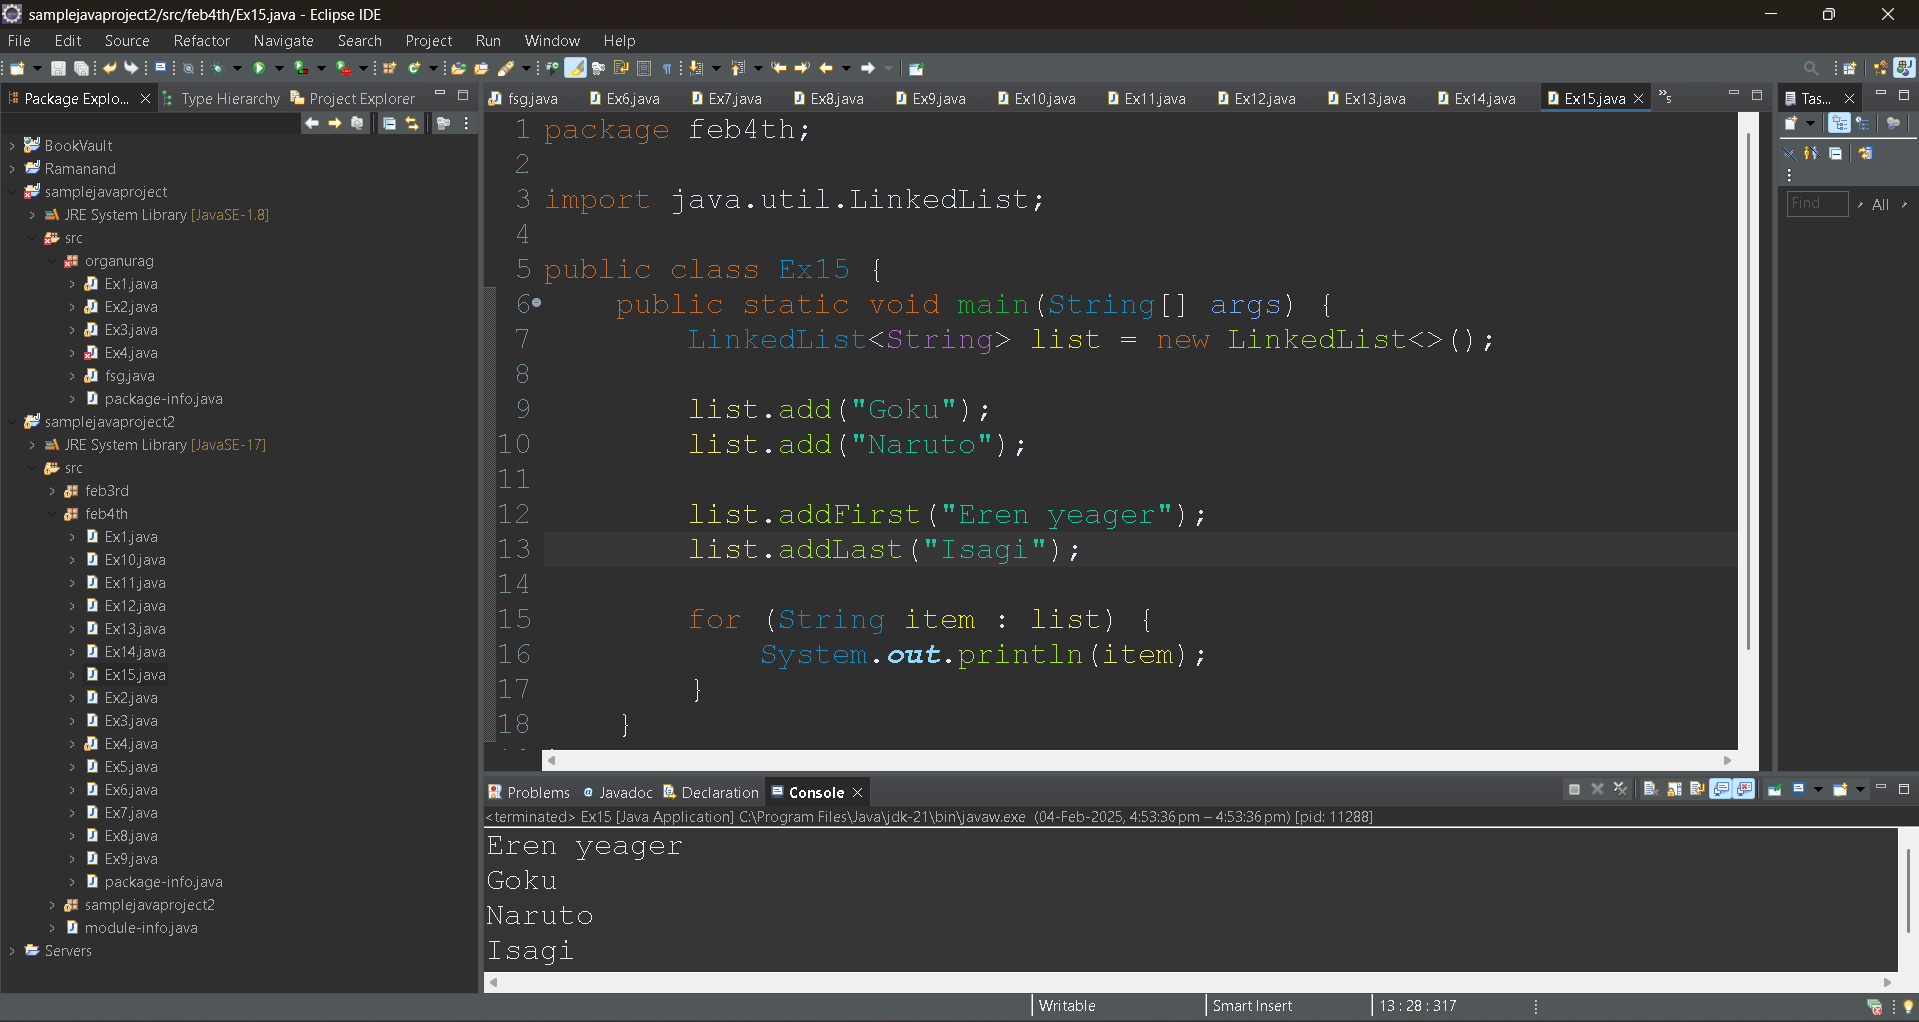 samplejavaproject2/src/feb4th/Ex15.java - Eclipse IDE
File Edit Source Refactor Navigate Search Project Run Window Help
Package Explo... Type Hierarchy Project Explorer
BookVault
Ramanand
samplejavaproject
JRE System Library [JavaSE-1.8]
src
organurag
Ex1.java
Ex2.java
Ex3.java
Ex4.java
fsg.java
package-info.java
samplejavaproject2
JRE System Library [JavaSE-17]
src
feb3rd
feb4th
Ex1.java
Ex10.java
Ex11.java
Ex12.java
Ex13.java
Ex14.java
Ex15.java
Ex2.java
Ex3.java
Ex4.java
Ex5.java
Ex6.java
Ex7.java
Ex8.java
Ex9.java
package-info.java
samplejavaproject2
module-info.java
Servers
fsg.java Ex6.java Ex7.java Ex8.java Ex9.java Ex10.java Ex11.java Ex12.java Ex13.java Ex14.java Ex15.java »5
1 package feb4th;
2
3 import java.util.LinkedList;
4
5 public class Ex15 {
6 public static void main(String[] args) {
7 LinkedList<String> list = new LinkedList<>();
8
9 list.add("Goku");
10 list.add("Naruto");
11
12 list.addFirst("Eren yeager");
13 list.addLast("Isagi");
14
15 for (String item : list) {
16 System.out.println(item);
17 }
18 }
Tas...
Find All
Problems Javadoc Declaration Console
<terminated> Ex15 [Java Application] C:\Program Files\Java\jdk-21\bin\javaw.exe (04-Feb-2025, 4:53:36 pm – 4:53:36 pm) [pid: 11288]
Eren yeager
Goku
Naruto
Isagi
Writable Smart Insert 13 : 28 : 317